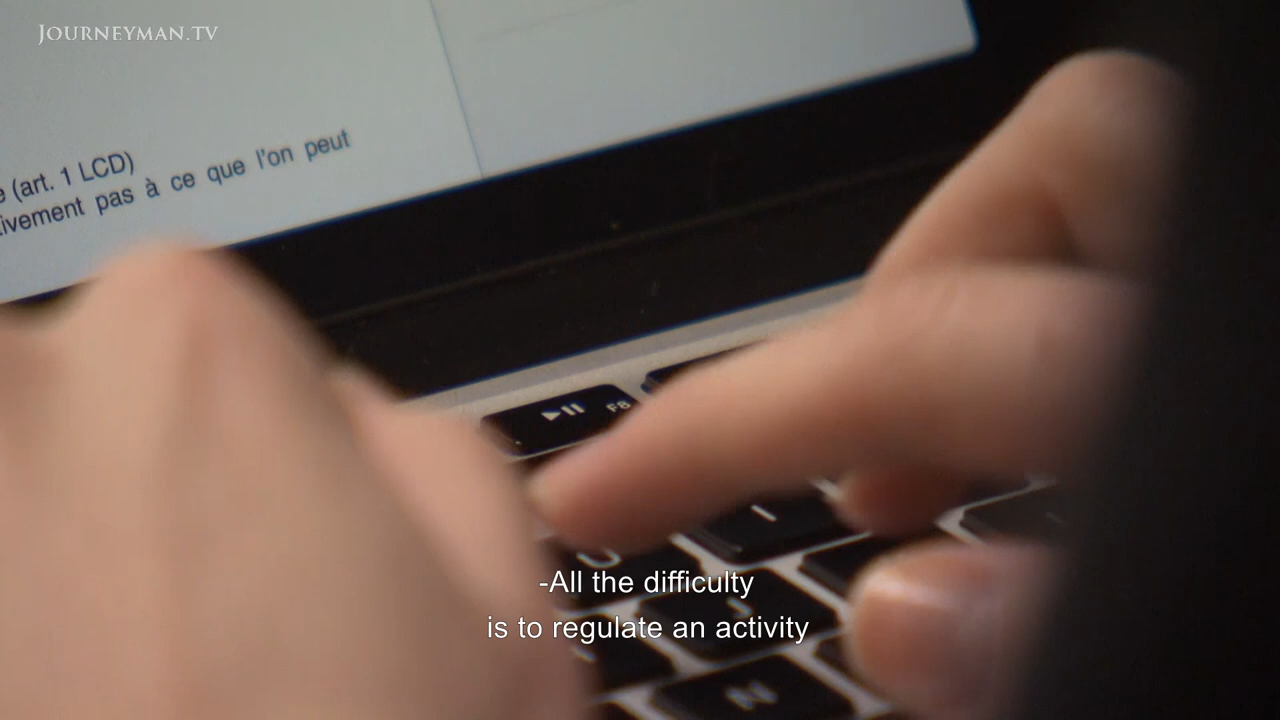 JOURNEYMAN.TV
(art. 1 LCD)
pas à ce que l'on peut
F8
U
I
J
N
-All the difficulty
is to regulate an activity